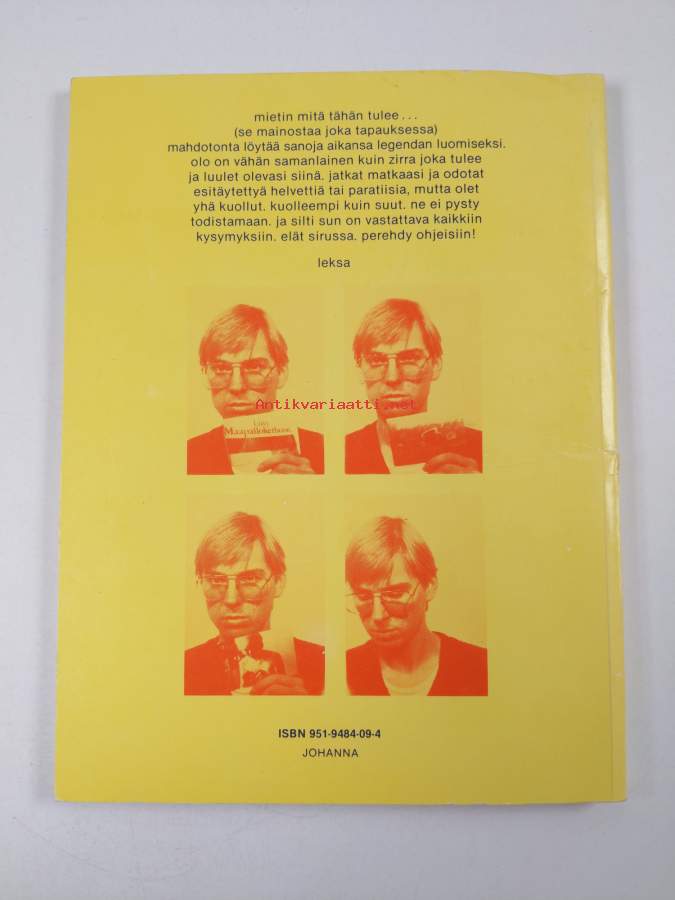 mietin mitä tähän tulee...
(se mainostaa joka tapauksessa)
mahdotonta löytää sanoja aikansa legendan luomiseksi.
olo on vähän samanlainen kuin zirra joka tulee
ja luulet olevasi siinä. jatkat matkaasi ja odotat
esitäytettyä helvettiä tai paratiisia, mutta olet
yhä kuollut. kuolleempi kuin suut. ne ei pysty
todistamaan. ja silti sun on vastattava kaikkiin
kysymyksiin. elät sirussa. perehdy ohjeisiin!
leksa
Antikvariaatti.net
ISBN 951-9484-09-4
JOHANNA